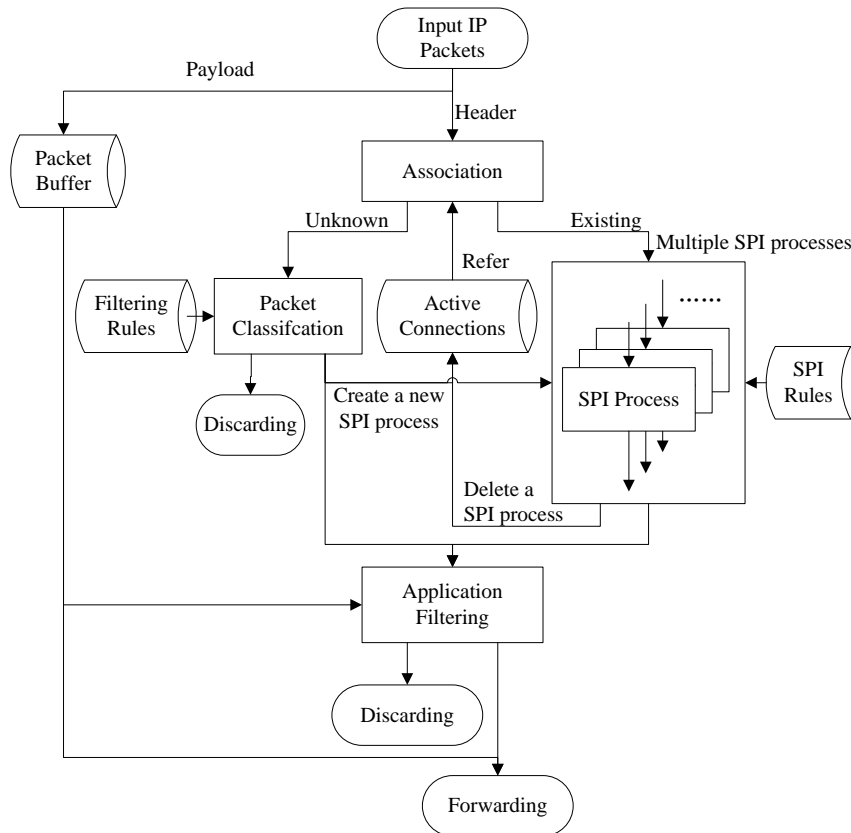 Input IP
Packets
Payload
Header
Packet
Buffer
Association
Unknown
Existing
Multiple SPI processes
Refer
Filtering
Rules
Packet
Classifcation
Active
Connections
……
SPI Process
SPI
Rules
Create a new
SPI process
Discarding
Delete a
SPI process
Application
Filtering
Discarding
Forwarding